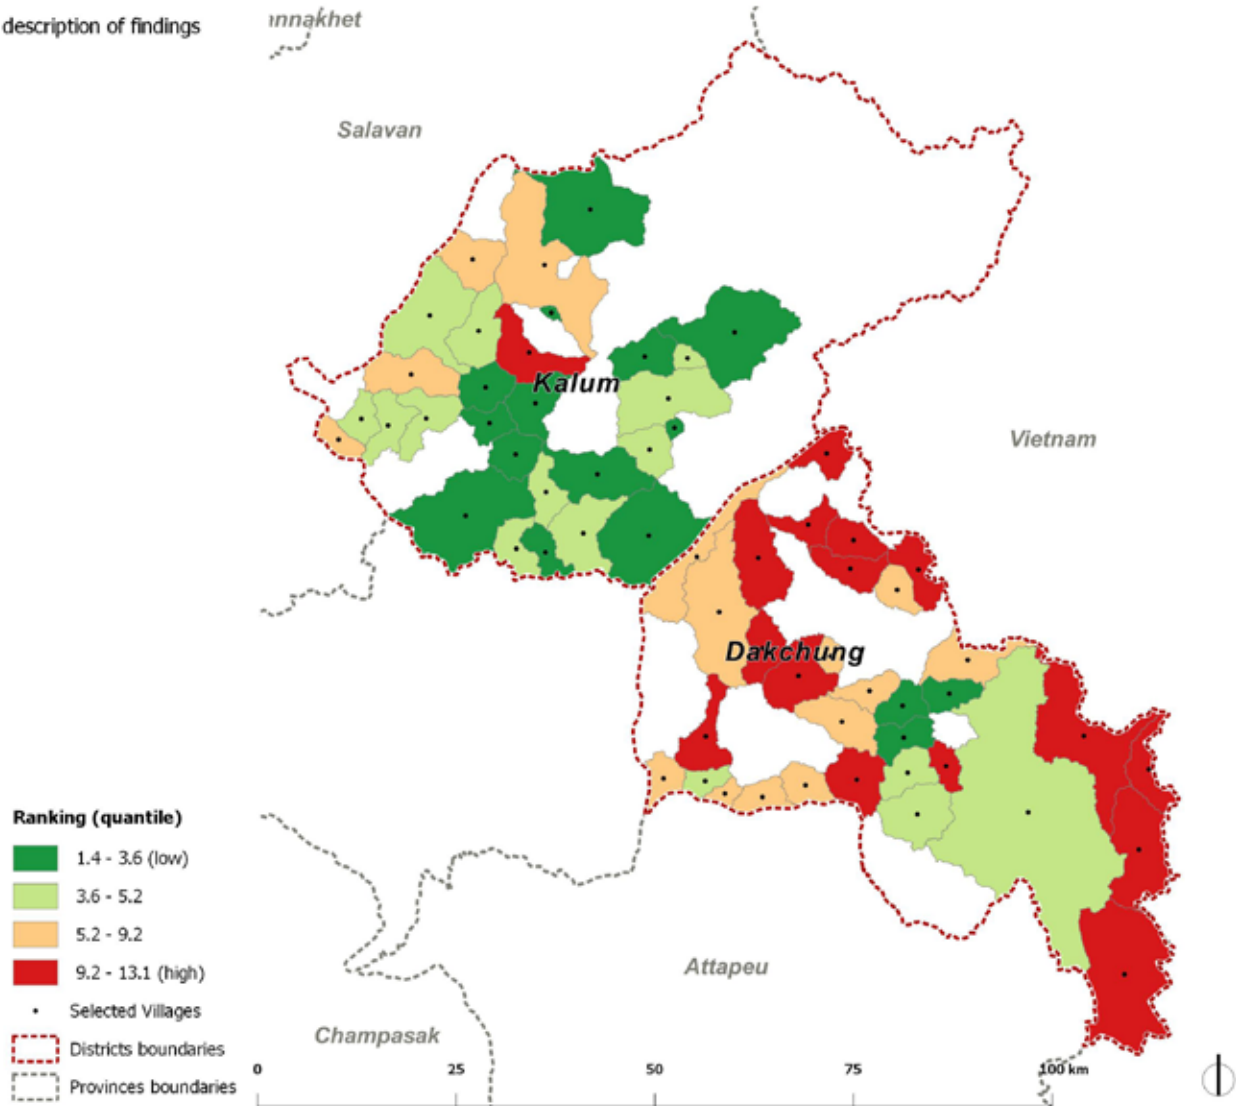 description of findings
ınnakhet
Salavan
Kalum
Vietnam
Dakchung
Attapeu
Champasak
Ranking (quantile)
1.4 - 3.6 (low)
3.6 - 5.2
5.2 - 9.2
9.2 - 13.1 (high)
Selected Villages
Districts boundaries
Provinces boundaries
0 25 50 75 100 km